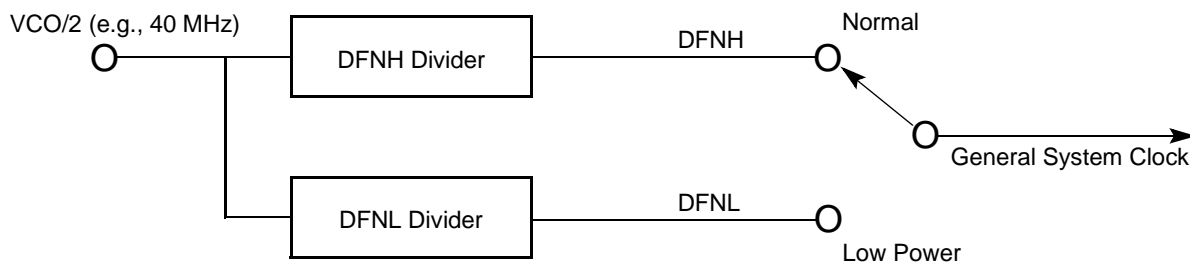 VCO/2 (e.g., 40 MHz)
DFNH Divider
DFNH
Normal
General System Clock
DFNL Divider
DFNL
Low Power